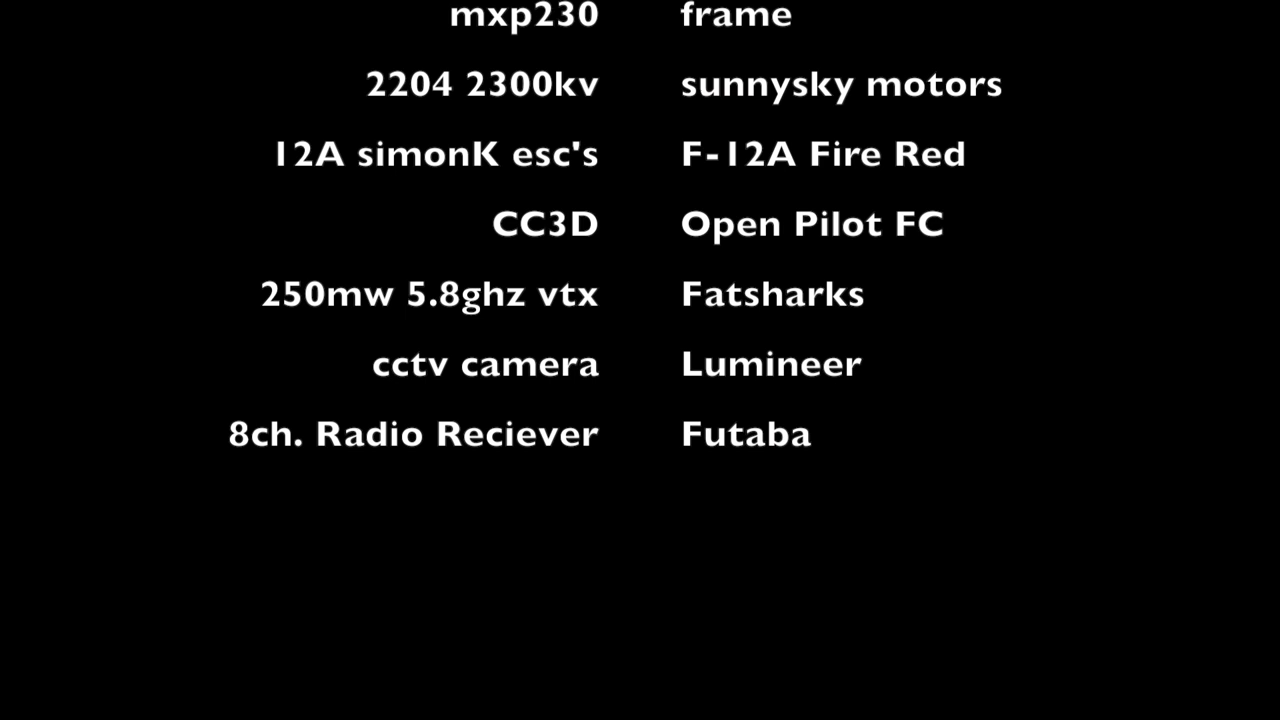 mxp230 frame
2204 2300kv sunnysky motors
12A simonK esc's F-12A Fire Red
CC3D Open Pilot FC
250mw 5.8ghz vtx Fatsharks
cctv camera Lumineer
8ch. Radio Reciever Futaba